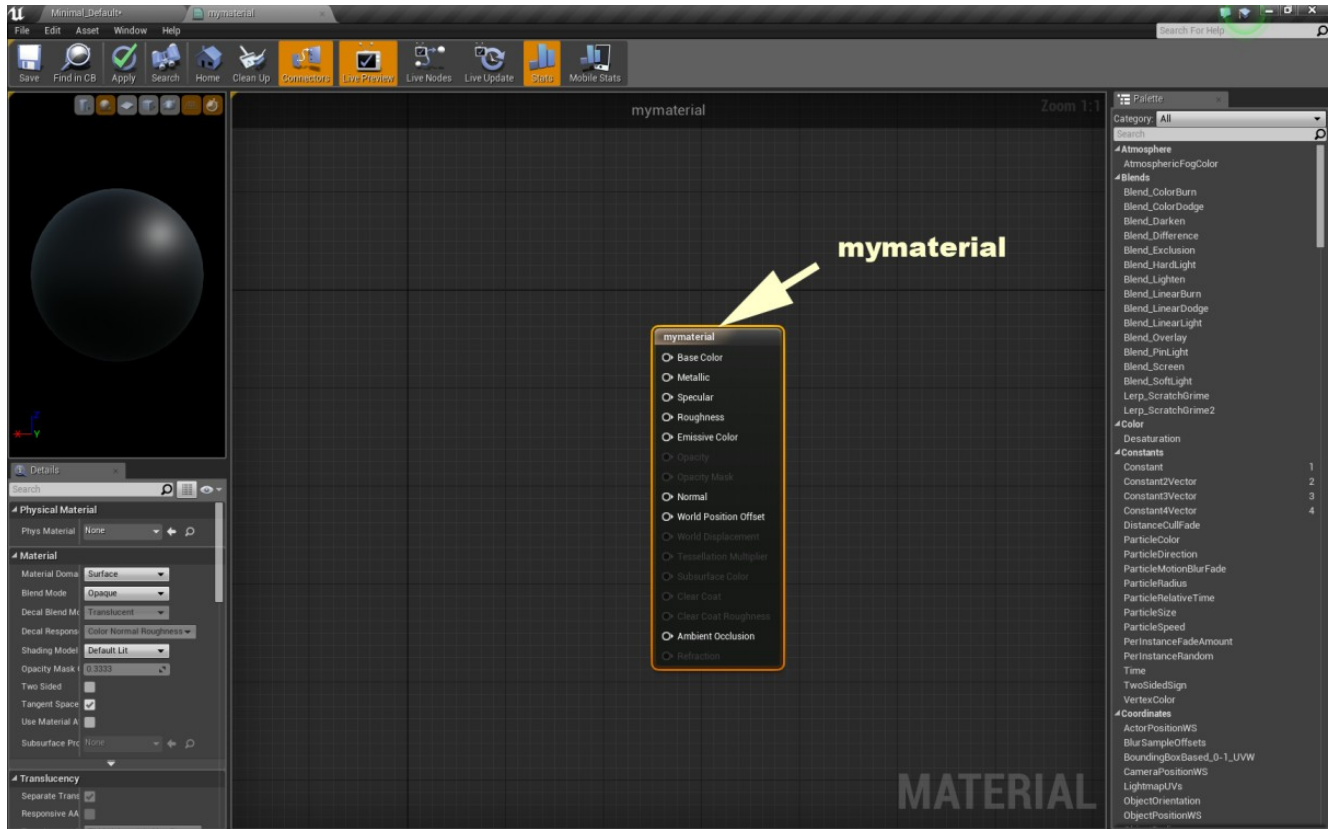 Minimal_Default•
mymaterial
File Edit Asset Window Help
Search For Help
Save Find in CB Apply Search Home Clean Up Connectors Live Preview Live Nodes Live Update Stats Mobile Stats
mymaterial
Zoom 1:1
mymaterial
mymaterial
Base Color
Metallic
Specular
Roughness
Emissive Color
Opacity
Opacity Mask
Normal
World Position Offset
World Displacement
Tessellation Multiplier
Subsurface Color
Clear Coat
Clear Coat Roughness
Ambient Occlusion
Refraction
MATERIAL
Z
Y
Details
Search
Physical Material
Phys Material None
Material
Material Doma Surface
Blend Mode Opaque
Decal Blend Mo Translucent
Decal Respons Color Normal Roughness
Shading Model Default Lit
Opacity Mask 0.3333
Two Sided
Tangent Space
Use Material A
Subsurface Pro None
Translucency
Separate Trans
Responsive AA
Palette
Category: All
Search
Atmosphere
AtmosphericFogColor
Blends
Blend_ColorBurn
Blend_ColorDodge
Blend_Darken
Blend_Difference
Blend_Exclusion
Blend_HardLight
Blend_Lighten
Blend_LinearBurn
Blend_LinearDodge
Blend_LinearLight
Blend_Overlay
Blend_PinLight
Blend_Screen
Blend_SoftLight
Lerp_ScratchGrime
Lerp_ScratchGrime2
Color
Desaturation
Constants
Constant 1
Constant2Vector 2
Constant3Vector 3
Constant4Vector 4
DistanceCullFade
ParticleColor
ParticleDirection
ParticleMotionBlurFade
ParticleRadius
ParticleRelativeTime
ParticleSize
ParticleSpeed
PerInstanceFadeAmount
PerInstanceRandom
Time
TwoSidedSign
VertexColor
Coordinates
ActorPositionWS
BlurSampleOffsets
BoundingBoxBased_0-1_UVW
CameraPositionWS
LightmapUVs
ObjectOrientation
ObjectPositionWS